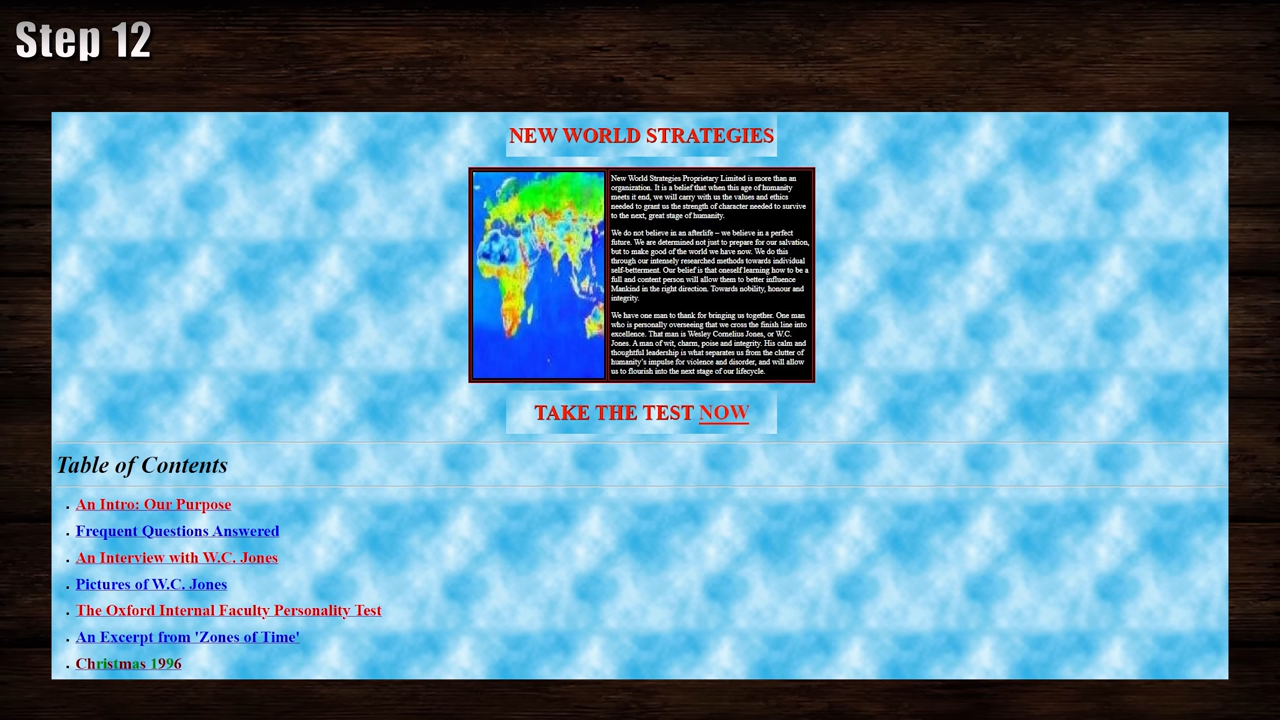 Step 12
NEW WORLD STRATEGIES
New World Strategies Proprietary Limited is more than an
organization. It is a belief that when this age of humanity
meets it end, we will carry with us the values and ethics
needed to grant us the strength of character needed to survive
to the next, great stage of humanity.
We do not believe in an afterlife – we believe in a perfect
future. We are determined not just to prepare for our salvation,
but to make good of the world we have now. We do this
through our intensely researched methods towards individual
self-betterment. Our belief is that oneself learning how to be a
full and content person will allow them to better influence
Mankind in the right direction. Towards nobility, honour and
integrity.
We have one man to thank for bringing us together. One man
who is personally overseeing that we cross the finish line into
excellence. That man is Wesley Cornelius Jones, or W.C.
Jones. A man of wit, charm, poise and integrity. His calm and
thoughtful leadership is what separates us from the clutter of
humanity's impulse for violence and disorder, and will allow
us to flourish into the next stage of our lifecycle.
TAKE THE TEST NOW
Table of Contents
An Intro: Our Purpose
Frequent Questions Answered
An Interview with W.C. Jones
Pictures of W.C. Jones
The Oxford Internal Faculty Personality Test
An Excerpt from 'Zones of Time'
Christmas 1996